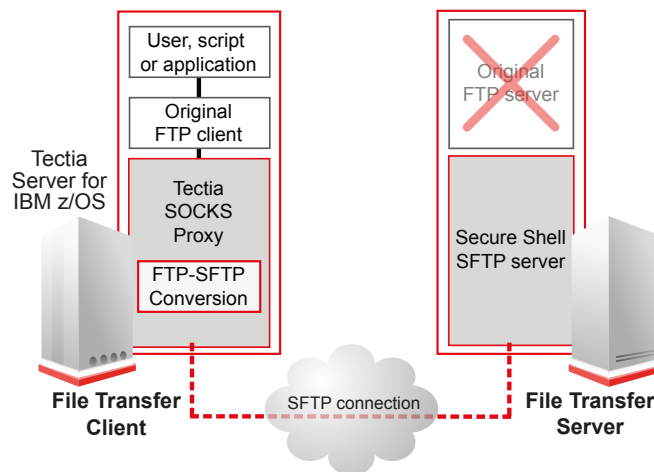 User, script
or application
Original
FTP client
Tectia
Server for
IBM z/OS
Tectia
SOCKS
Proxy
FTP-SFTP
Conversion
File Transfer
Client
Original
FTP server
Secure Shell
SFTP server
SFTP connection
File Transfer
Server